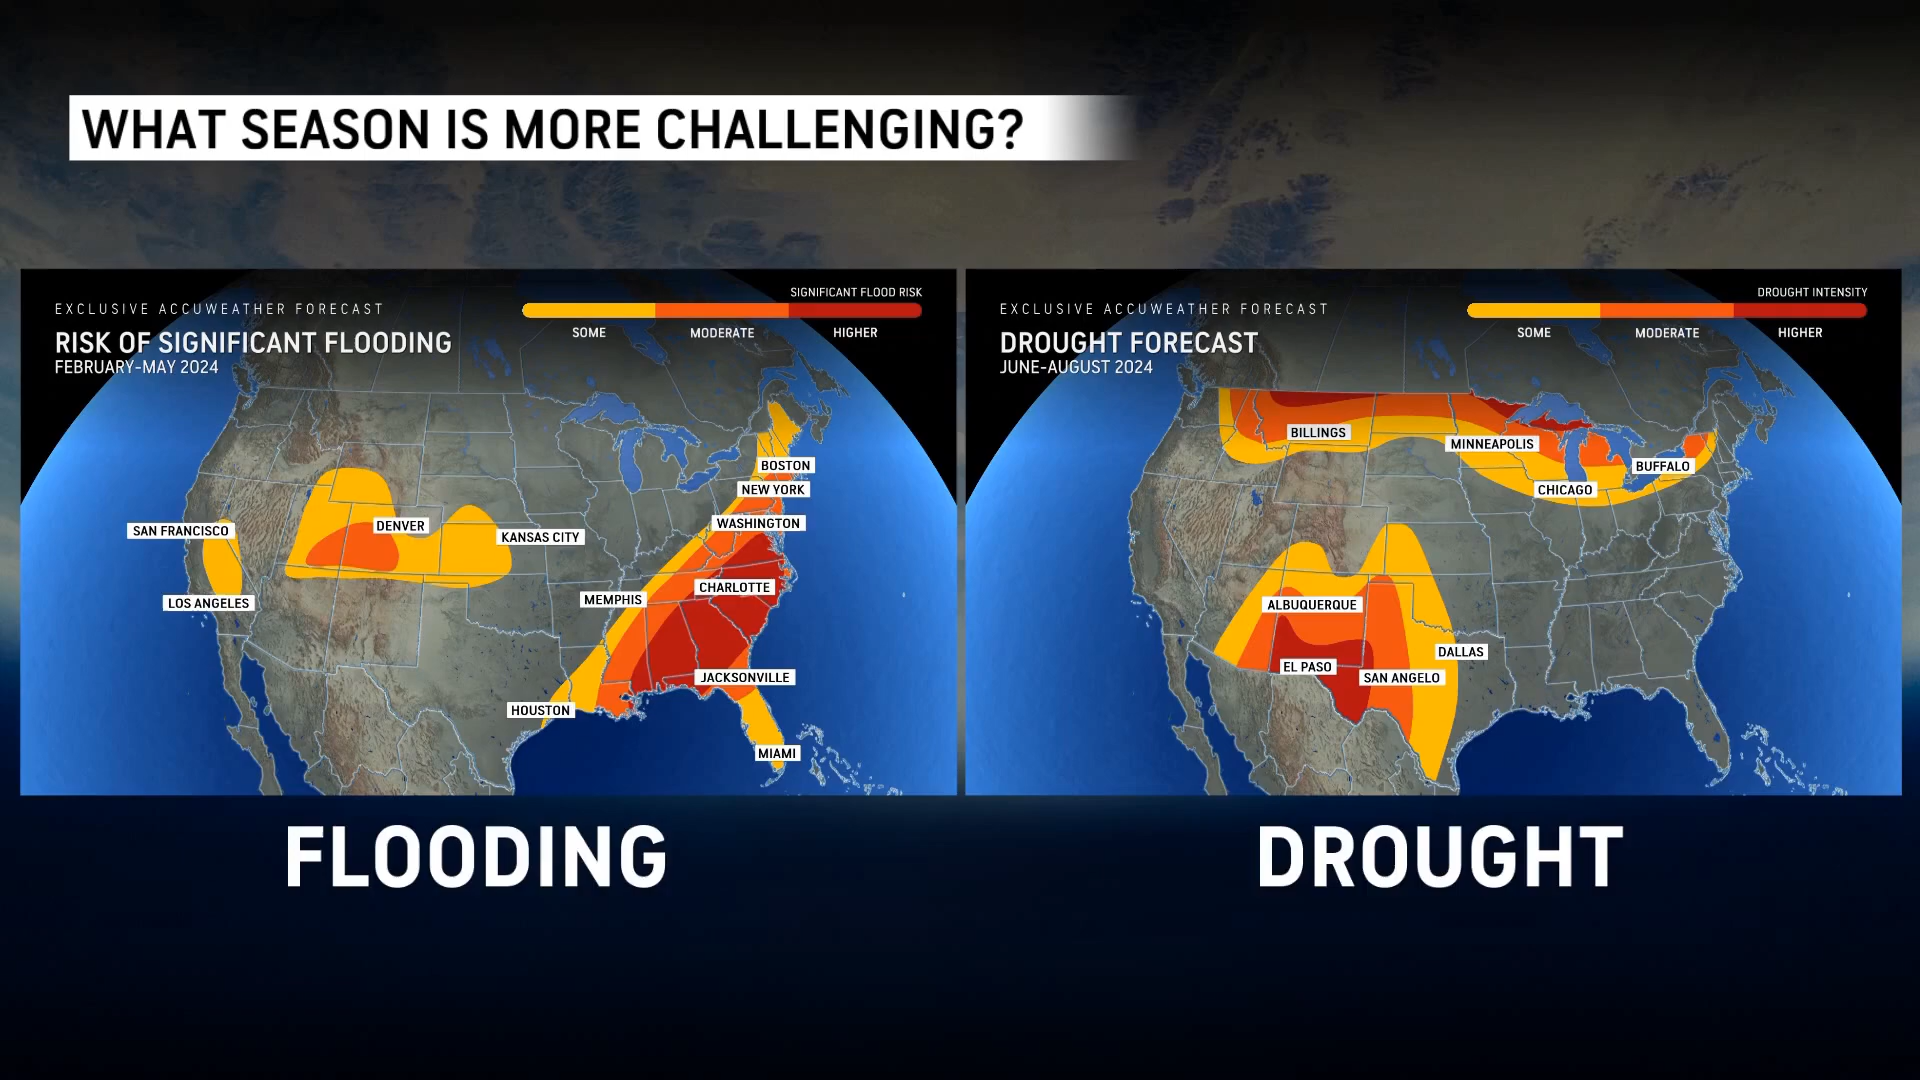 WHAT SEASON IS MORE CHALLENGING?
EXCLUSIVE ACCUWEATHER FORECAST
RISK OF SIGNIFICANT FLOODING
FEBRUARY-MAY 2024
SIGNIFICANT FLOOD RISK
SOME MODERATE HIGHER
BOSTON
NEW YORK
WASHINGTON
DENVER
SAN FRANCISCO
KANSAS CITY
CHARLOTTE
MEMPHIS
LOS ANGELES
JACKSONVILLE
HOUSTON
MIAMI
FLOODING
EXCLUSIVE ACCUWEATHER FORECAST
DROUGHT FORECAST
JUNE-AUGUST 2024
DROUGHT INTENSITY
SOME MODERATE HIGHER
BILLINGS
MINNEAPOLIS
BUFFALO
CHICAGO
ALBUQUERQUE
DALLAS
EL PASO
SAN ANGELO
DROUGHT